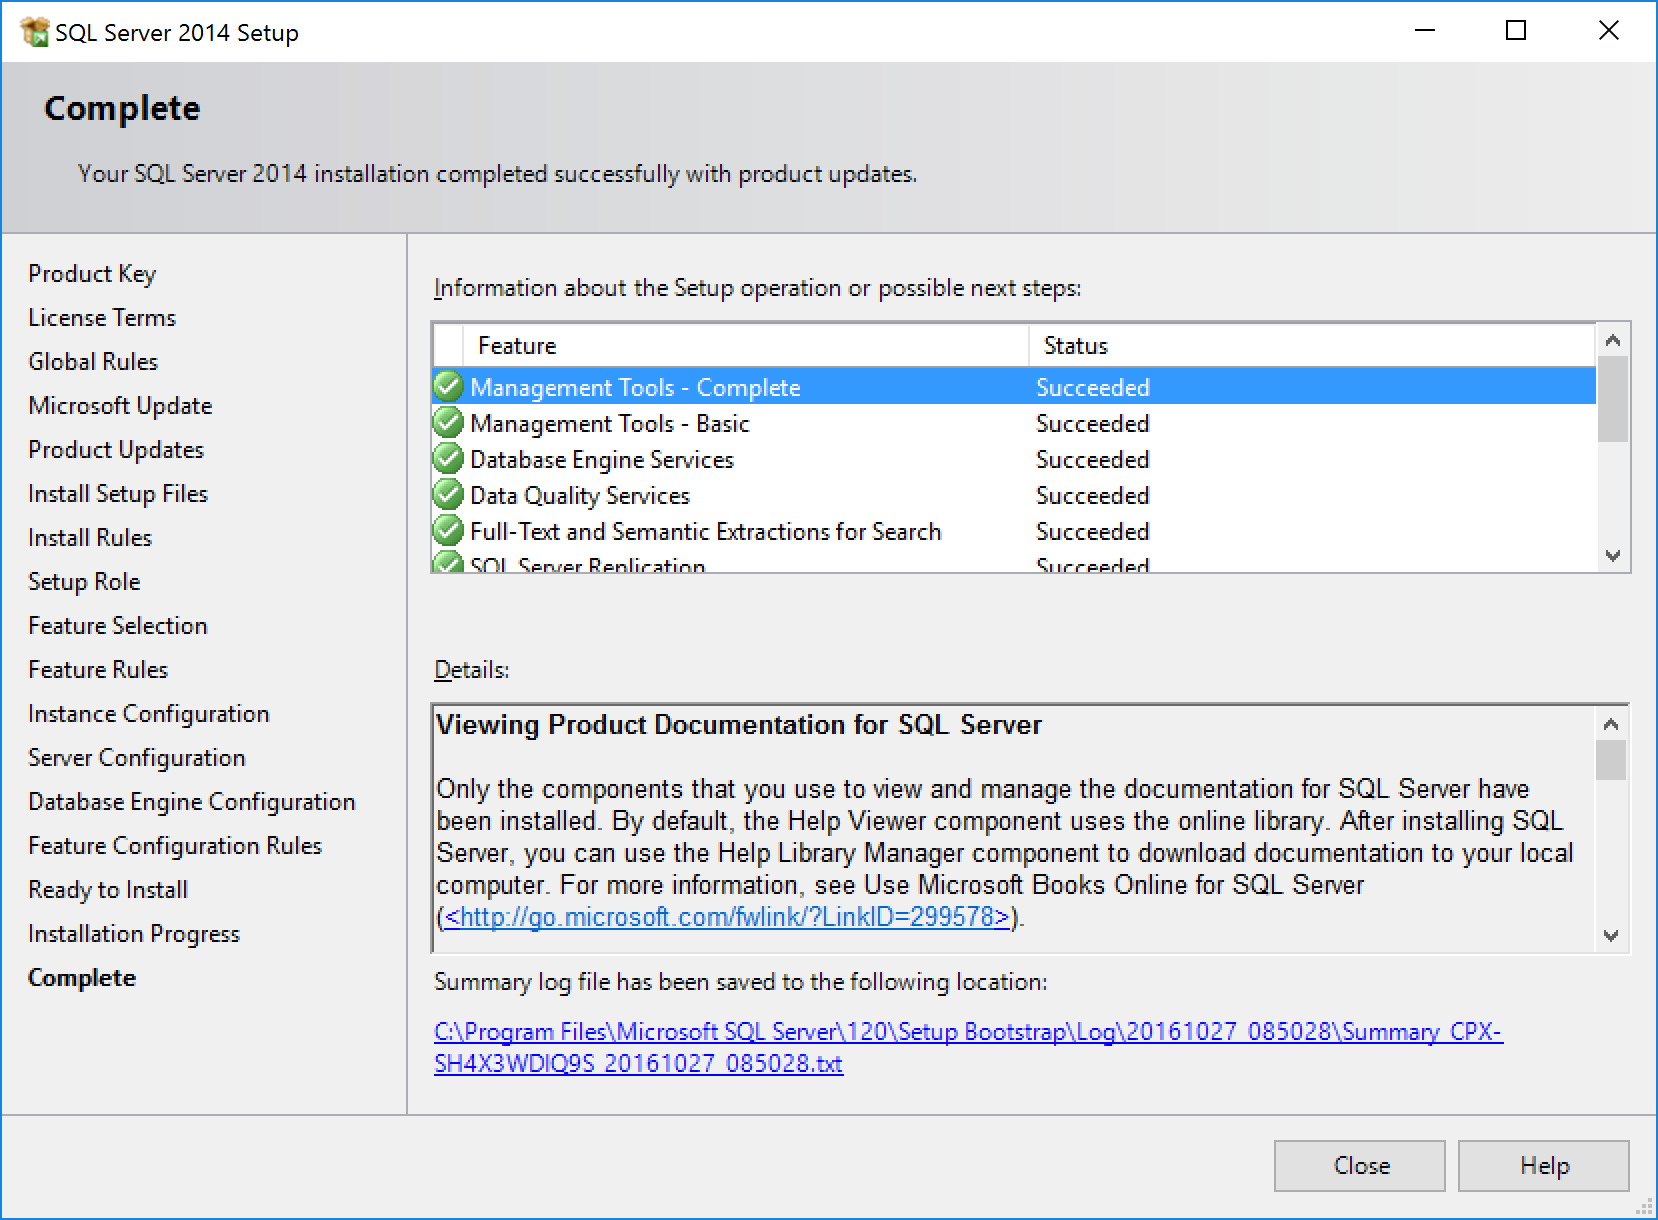 SQL Server 2014 Setup
Complete
Your SQL Server 2014 installation completed successfully with product updates.
Product Key
License Terms
Global Rules
Microsoft Update
Product Updates
Install Setup Files
Install Rules
Setup Role
Feature Selection
Feature Rules
Instance Configuration
Server Configuration
Database Engine Configuration
Feature Configuration Rules
Ready to Install
Installation Progress
Complete
Information about the Setup operation or possible next steps:
Feature Status
Management Tools - Complete Succeeded
Management Tools - Basic Succeeded
Database Engine Services Succeeded
Data Quality Services Succeeded
Full-Text and Semantic Extractions for Search Succeeded
SQL Server Replication Succeeded
Details:
Viewing Product Documentation for SQL Server
Only the components that you use to view and manage the documentation for SQL Server have
been installed. By default, the Help Viewer component uses the online library. After installing SQL
Server, you can use the Help Library Manager component to download documentation to your local
computer. For more information, see Use Microsoft Books Online for SQL Server
(<http://go.microsoft.com/fwlink/?LinkID=299578>).
Summary log file has been saved to the following location:
C:\Program Files\Microsoft SQL Server\120\Setup Bootstrap\Log\20161027_085028\Summary_CPX-
SH4X3WDIQ9S_20161027_085028.txt
Close
Help